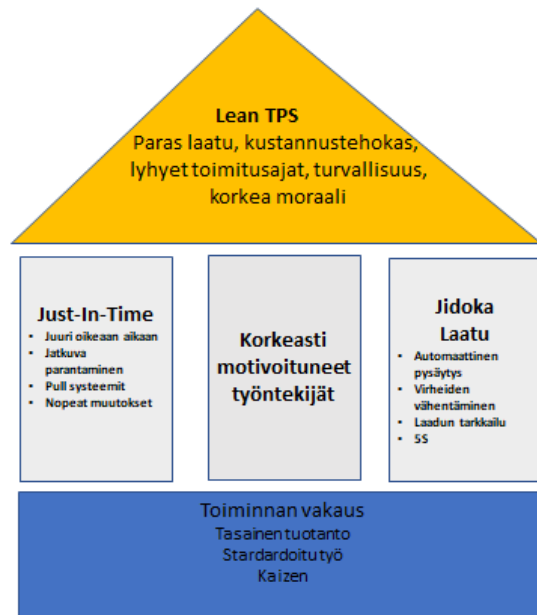 Lean TPS
Paras laatu, kustannustehokas,
lyhyet toimitusajat, turvallisuus,
korkea moraali
Just-In-Time
• Juuri oikeaan aikaan
• Jatkuva
parantaminen
• Pull systeemit
• Nopeat muutokset
Korkeasti
motivoituneet
työntekijät
Jidoka
Laatu
• Automaattinen
pysäytys
• Virheiden
vähentäminen
• Laadun tarkkailu
• 5S
Toiminnan vakaus
Tasainen tuotanto
Stardardoitu työ
Kaizen